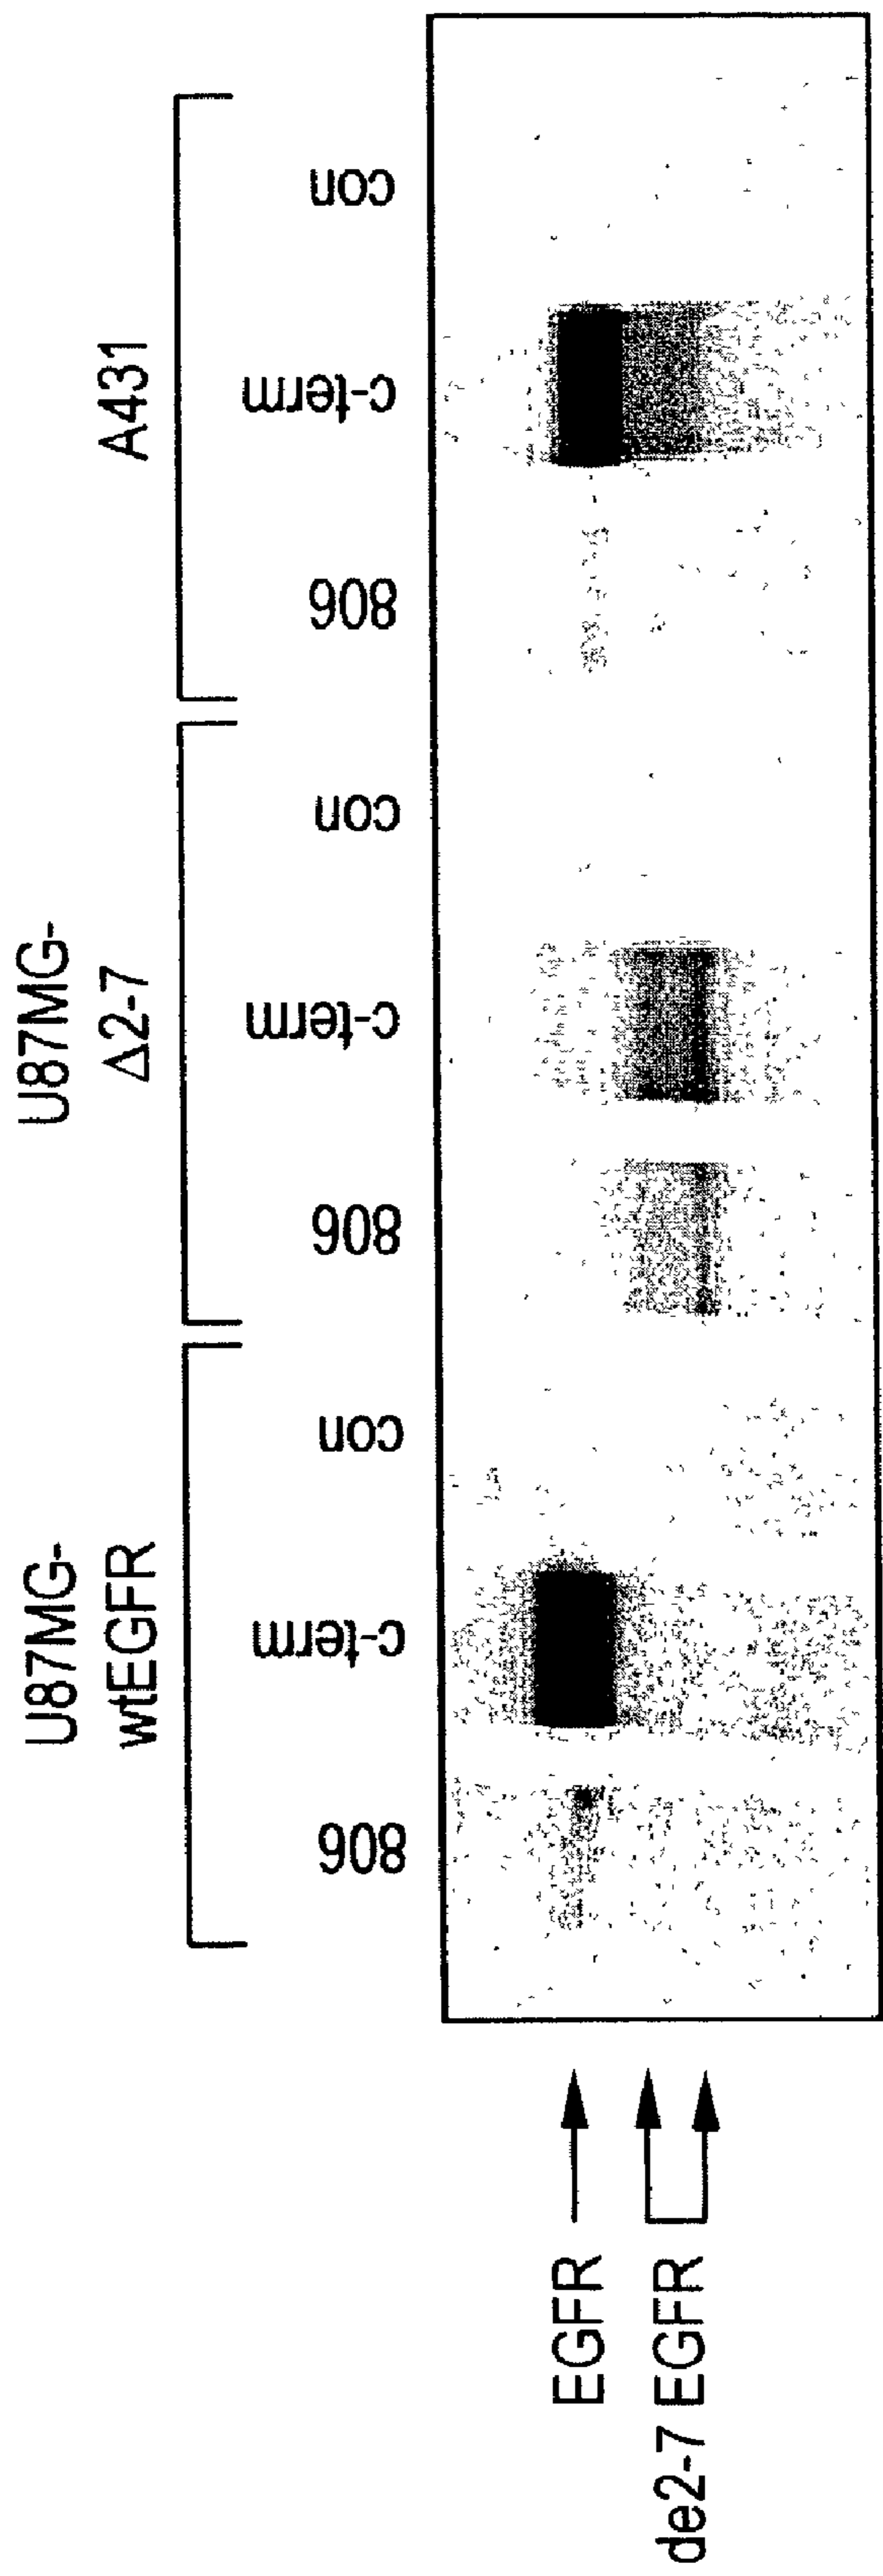 U87MG-
wtEGFR
U87MG-
Δ2-7
A431
806
c-term
con
806
c-term
con
806
c-term
con
EGFR
de2-7 EGFR